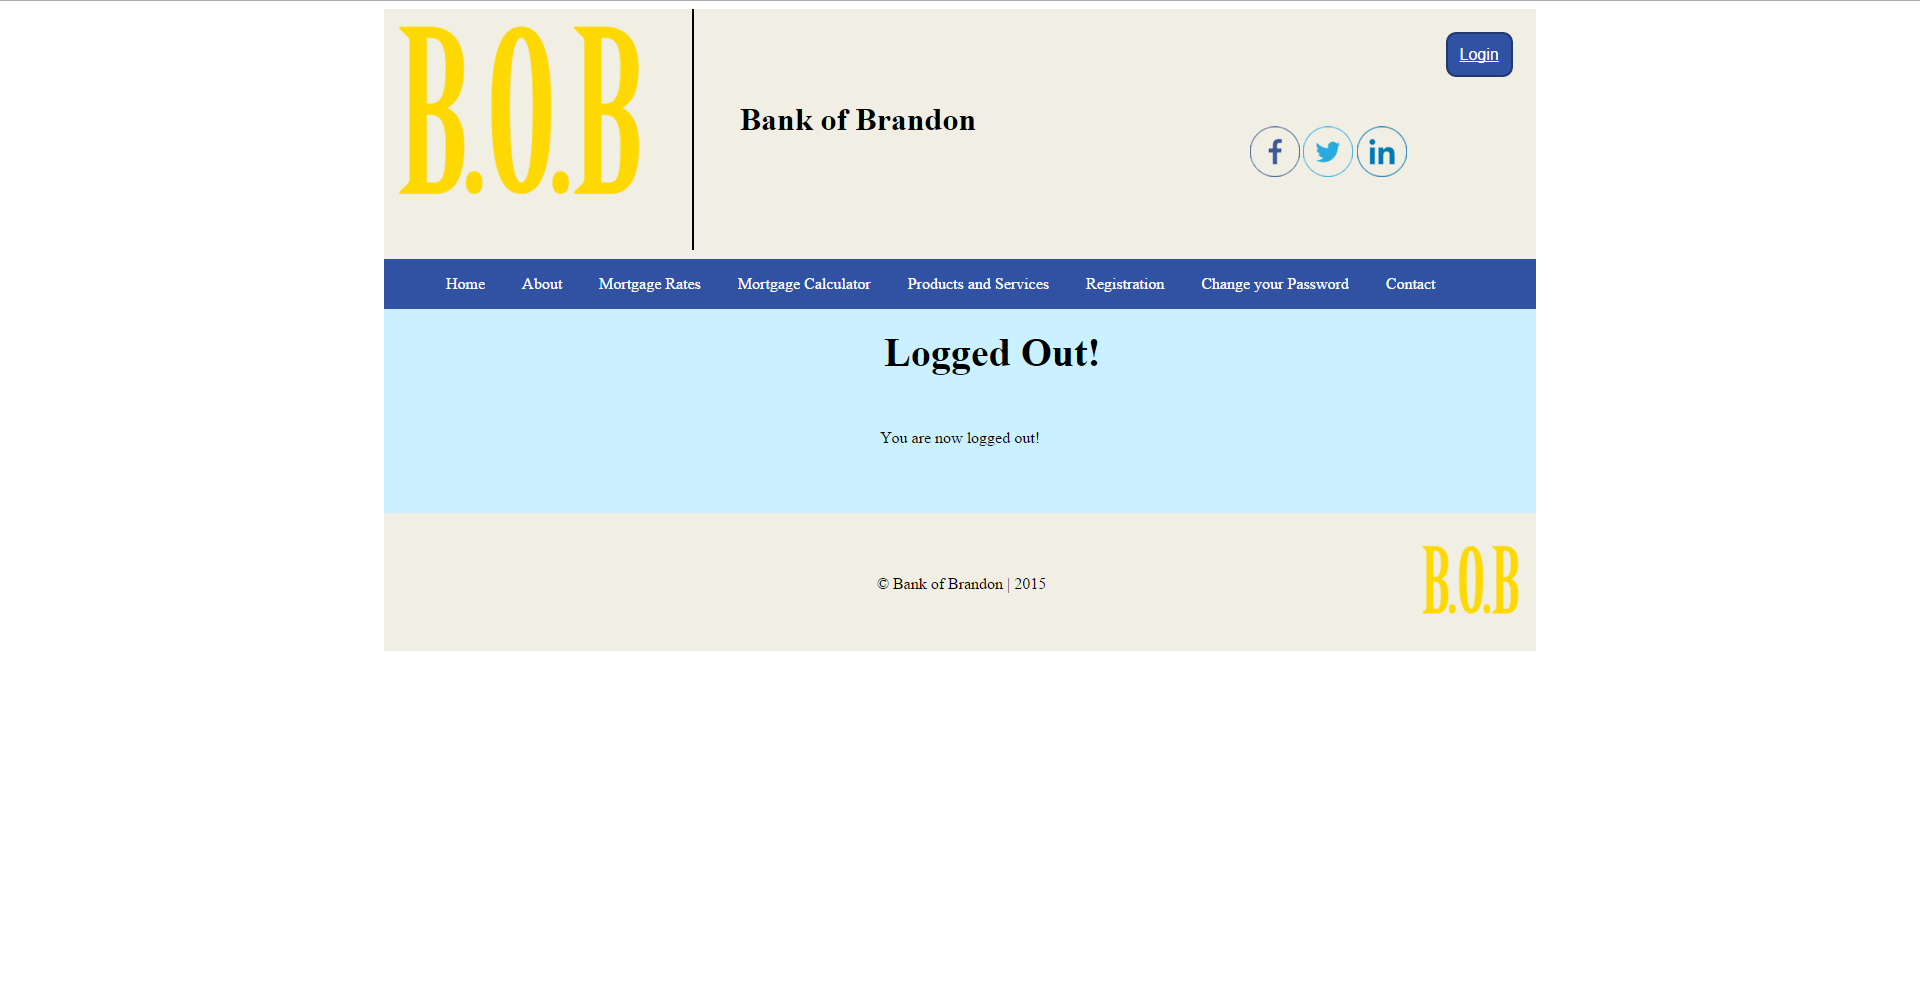 B.O.B
Login
Bank of Brandon
f
in
Home About Mortgage Rates Mortgage Calculator Products and Services Registration Change your Password Contact
Logged Out!
You are now logged out!
© Bank of Brandon | 2015
B.O.B